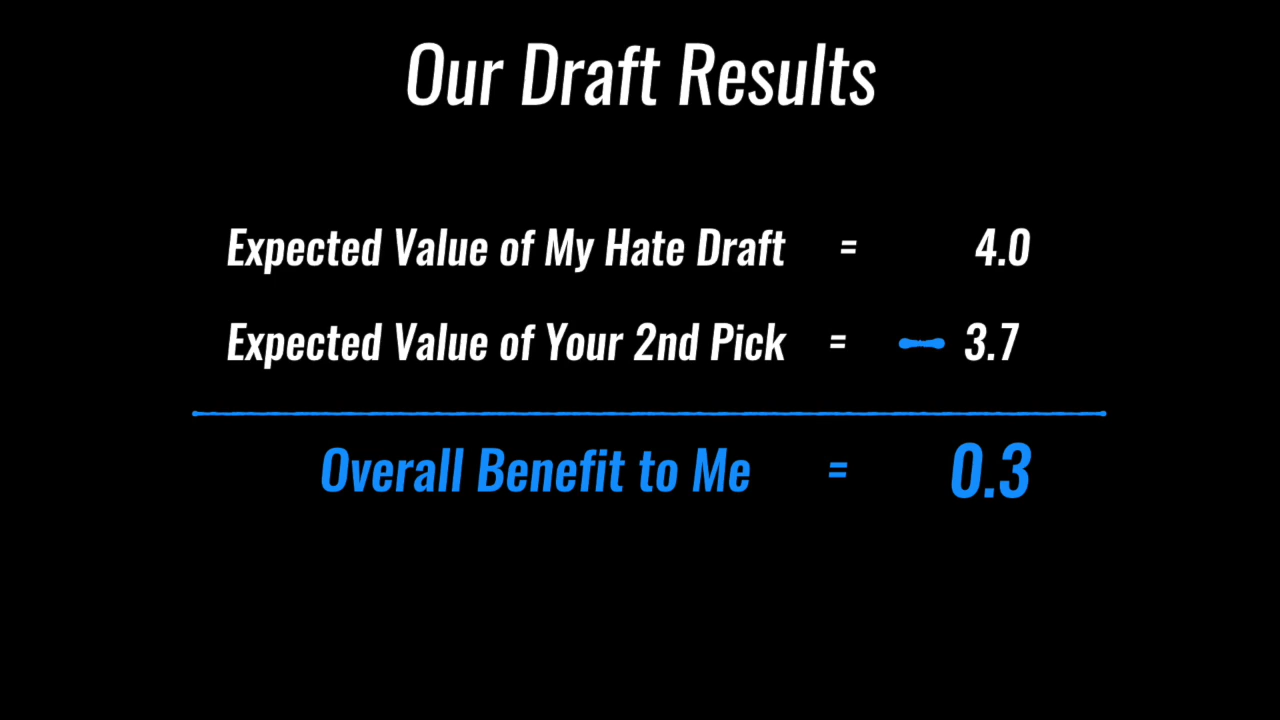 Our Draft Results
Expected Value of My Hate Draft = 4.0
Expected Value of Your 2nd Pick = - 3.7
Overall Benefit to Me = 0.3